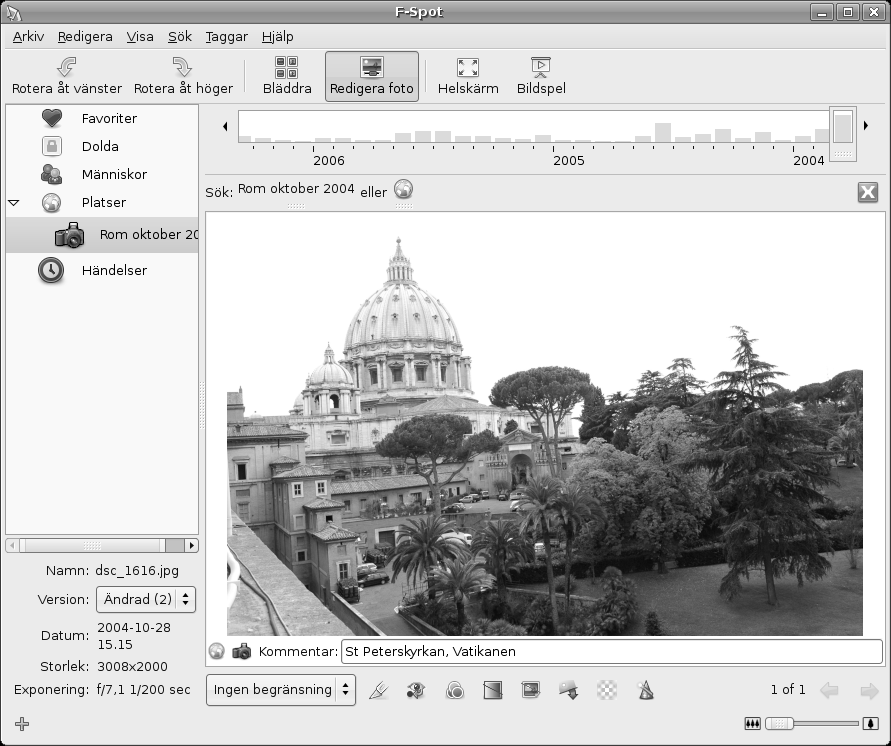 F-Spot
Arkiv Redigera Visa Sök Taggar Hjälp
Rotera åt vänster Rotera åt höger Bläddra Redigera foto Helskärm Bildspel
Favoriter
Dolda
Människor
Platser
Rom oktober 20
Händelser
2006 2005 2004
Sök: Rom oktober 2004 eller
Namn: dsc_1616.jpg
Version: Ändrad (2)
Datum: 2004-10-28
15.15
Storlek: 3008x2000
Exponering: f/7,1 1/200 sec
Kommentar: St Peterskyrkan, Vatikanen
Ingen begränsning 1 of 1